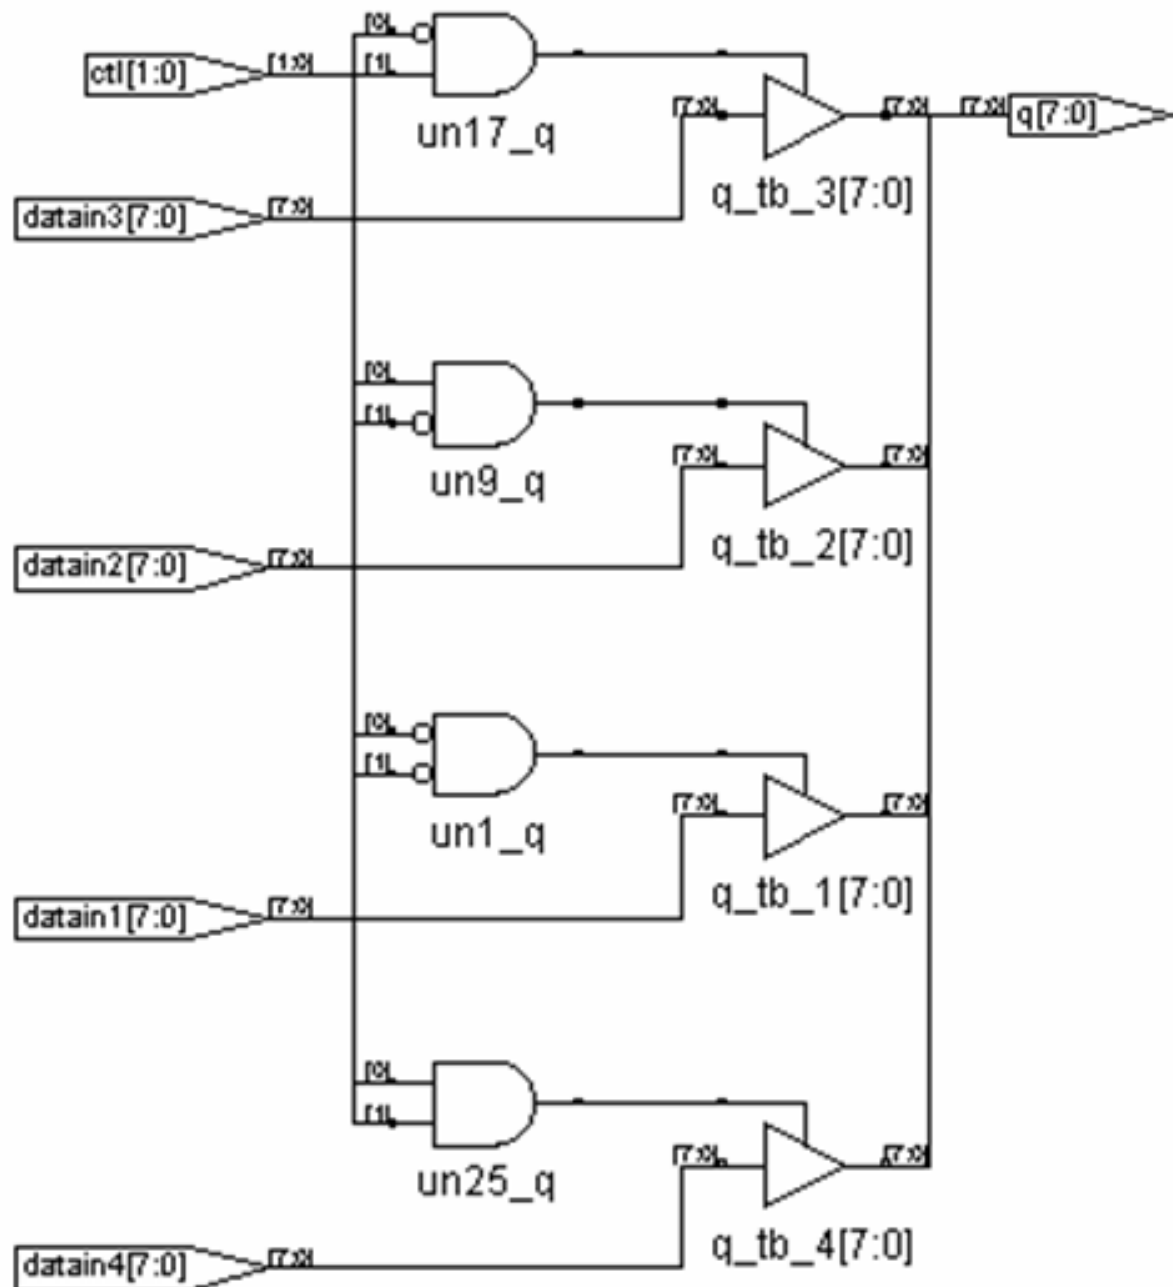 [0]
ctl[1:0] [1:0] [1]
un17_q
[7:0] [7:0] [7:0] q[7:0]
q_tb_3[7:0]
datain3[7:0] [7:0]
[0]
[1]
un9_q
[7:0] [7:0]
q_tb_2[7:0]
datain2[7:0] [7:0]
[0]
[1]
un1_q
[7:0] [7:0]
q_tb_1[7:0]
datain1[7:0] [7:0]
[0]
[1]
un25_q
[7:0] [7:0]
q_tb_4[7:0]
datain4[7:0] [7:0]